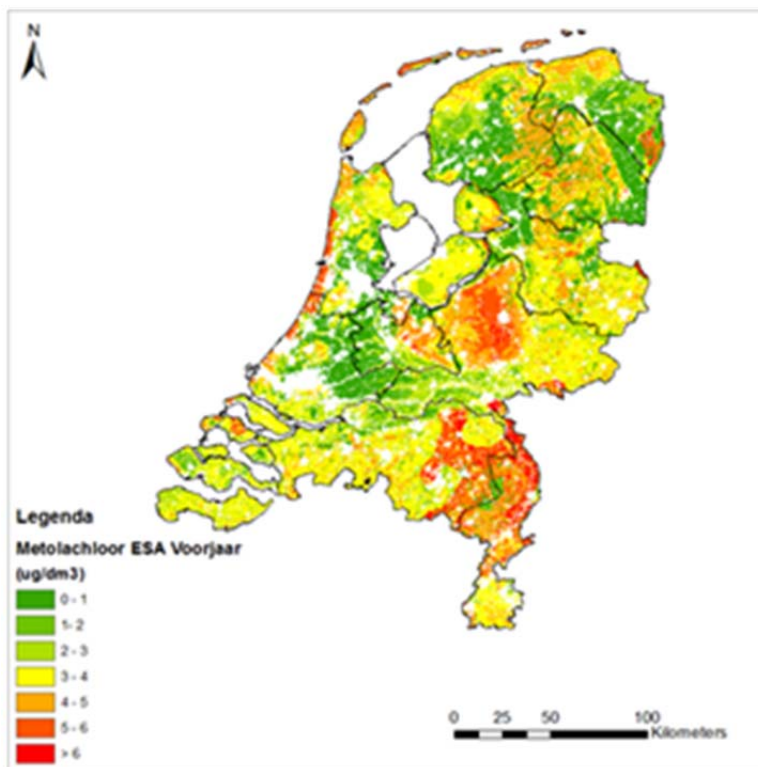 N
Legenda
Metolachloor ESA Voorjaar
(ug/dm3)
0 - 1
1- 2
2 - 3
3 - 4
4 - 5
5 - 6
> 6
0 25 50 100
Kilometers